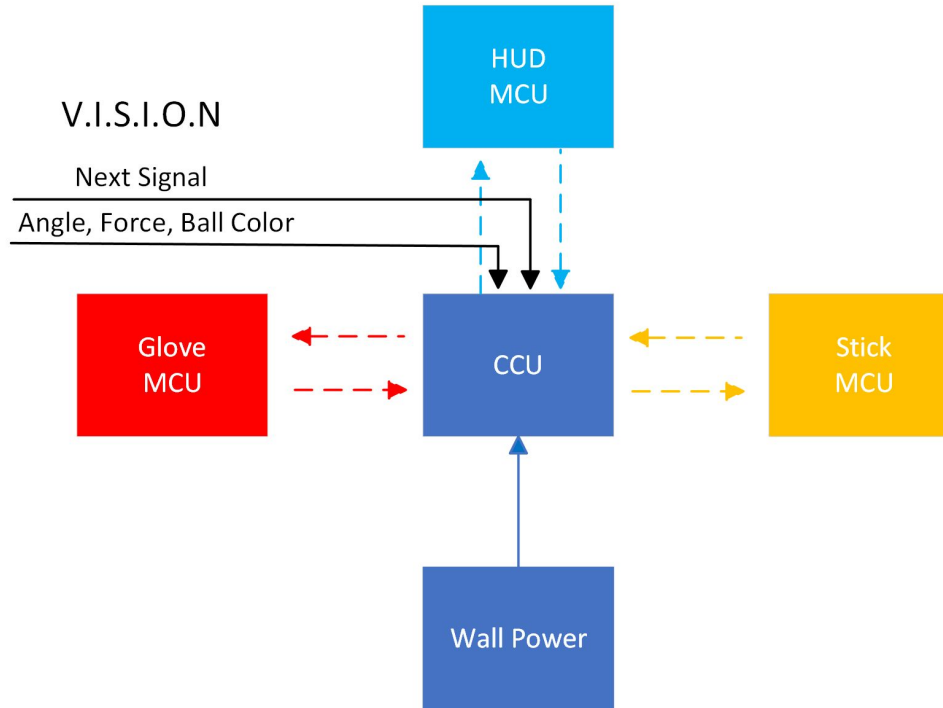 HUD
MCU
V.I.S.I.O.N
Next Signal
Angle, Force, Ball Color
Glove
MCU
CCU
Stick
MCU
Wall Power